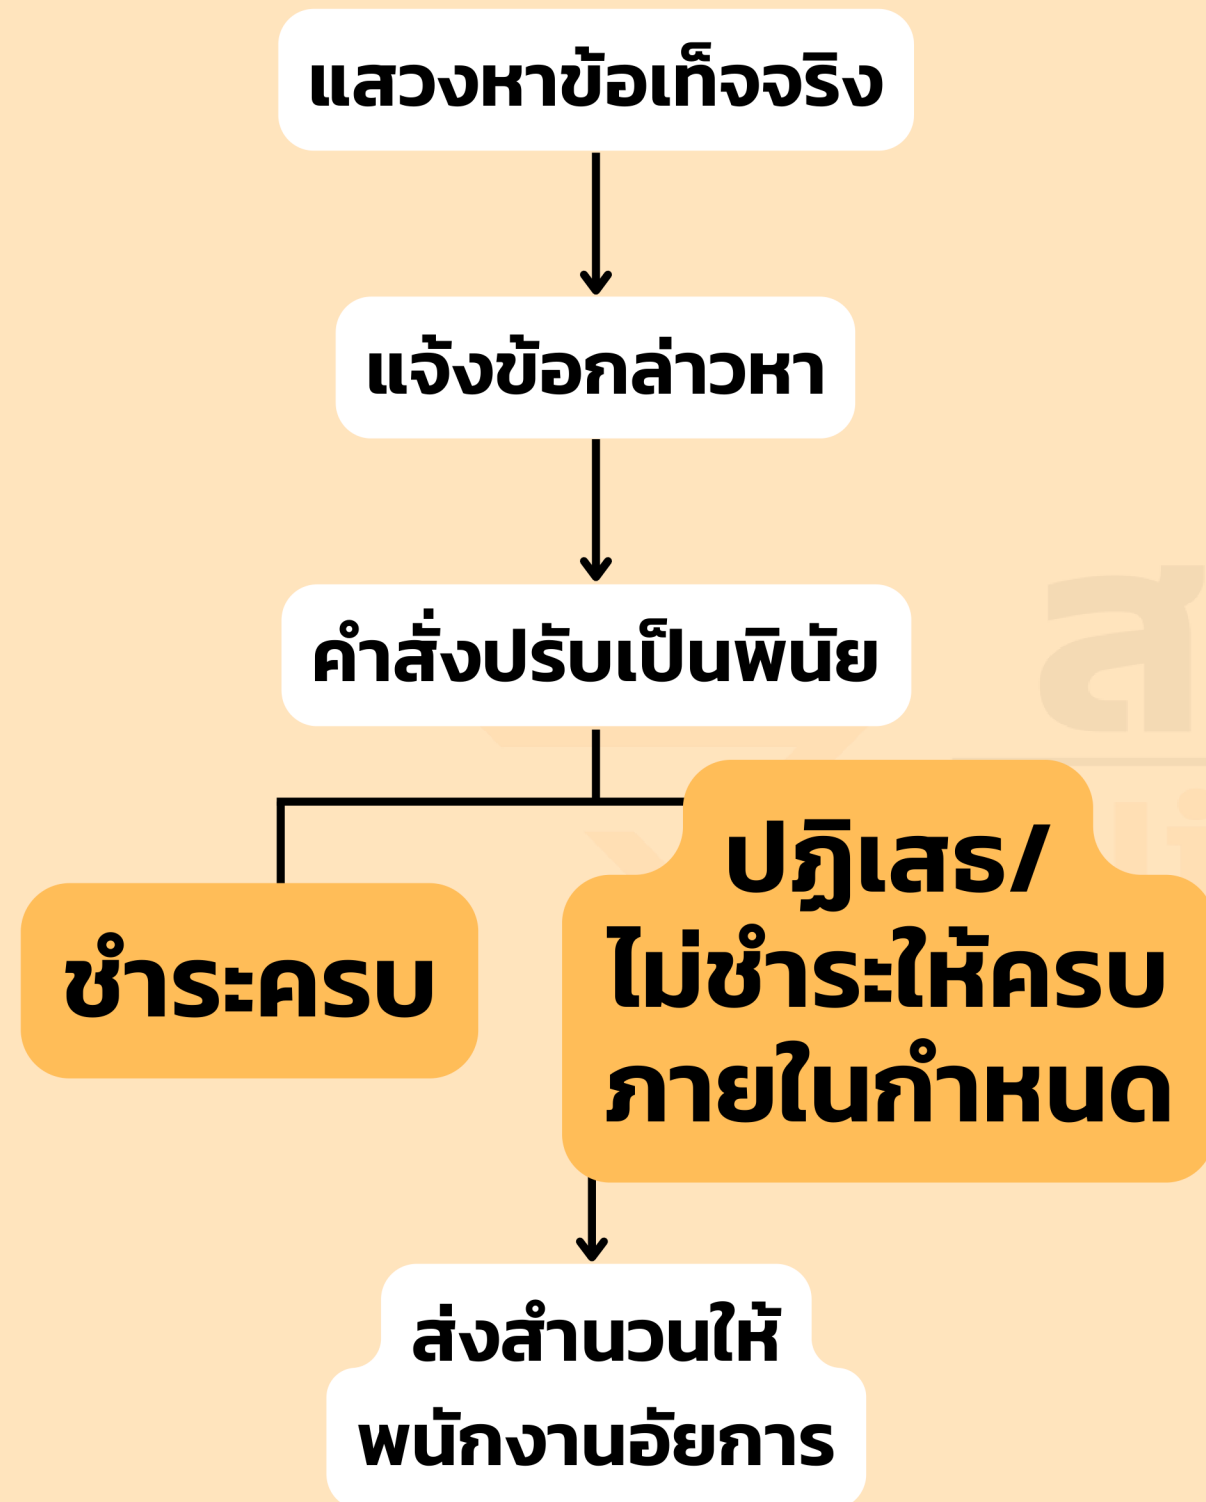 แสวงหาข้อเท็จจริง
แจ้งข้อกล่าวหา
คำสั่งปรับเป็นพินัย
ชำระครบ
ปฏิเสธ/
ไม่ชำระให้ครบ
ภายในกำหนด
ส่งสำนวนให้
พนักงานอัยการ